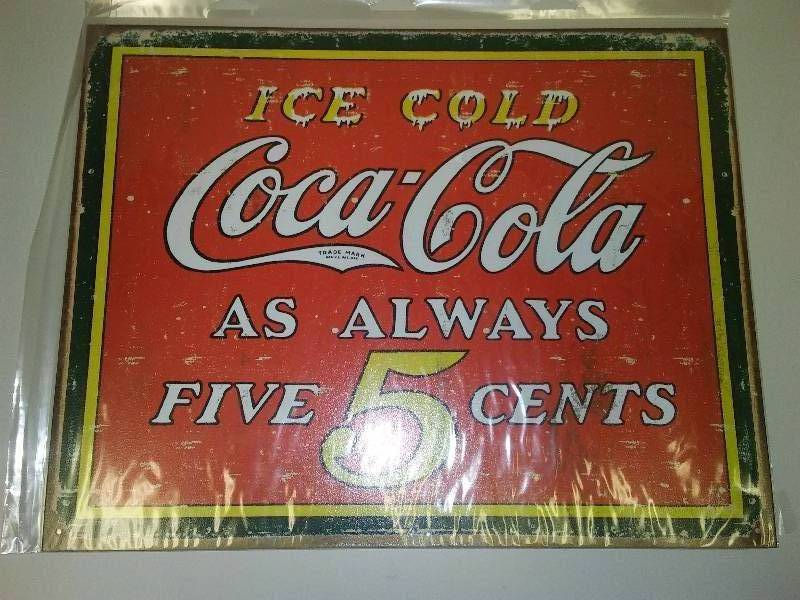 ICE COLD
Coca-Cola
TRADE MARK
AS ALWAYS
FIVE 5 CENTS